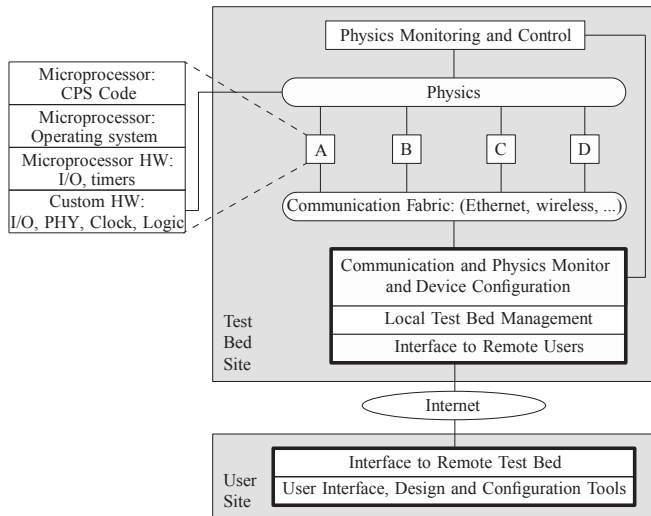 Physics Monitoring and Control
Microprocessor:
CPS Code
Microprocessor:
Operating system
Microprocessor HW:
I/O, timers
Custom HW:
I/O, PHY, Clock, Logic
Physics
A
B
C
D
Communication Fabric: (Ethernet, wireless, ...)
Communication and Physics Monitor
and Device Configuration
Local Test Bed Management
Interface to Remote Users
Test
Bed
Site
Internet
Interface to Remote Test Bed
User Interface, Design and Configuration Tools
User
Site